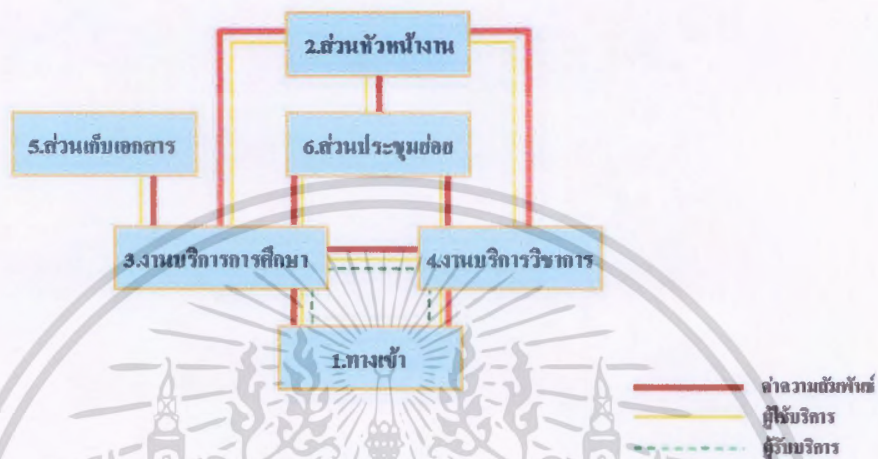 2.ส่วนหัวหน้างาน
5.ส่วนเก็บเอกสาร
6.ส่วนประชุมย่อย
3.งานบริการการศึกษา
4.งานบริการวิชาการ
1.ทางเข้า
ค่าความสัมพันธ์
ผู้ใช้บริการ
ผู้รับบริการ